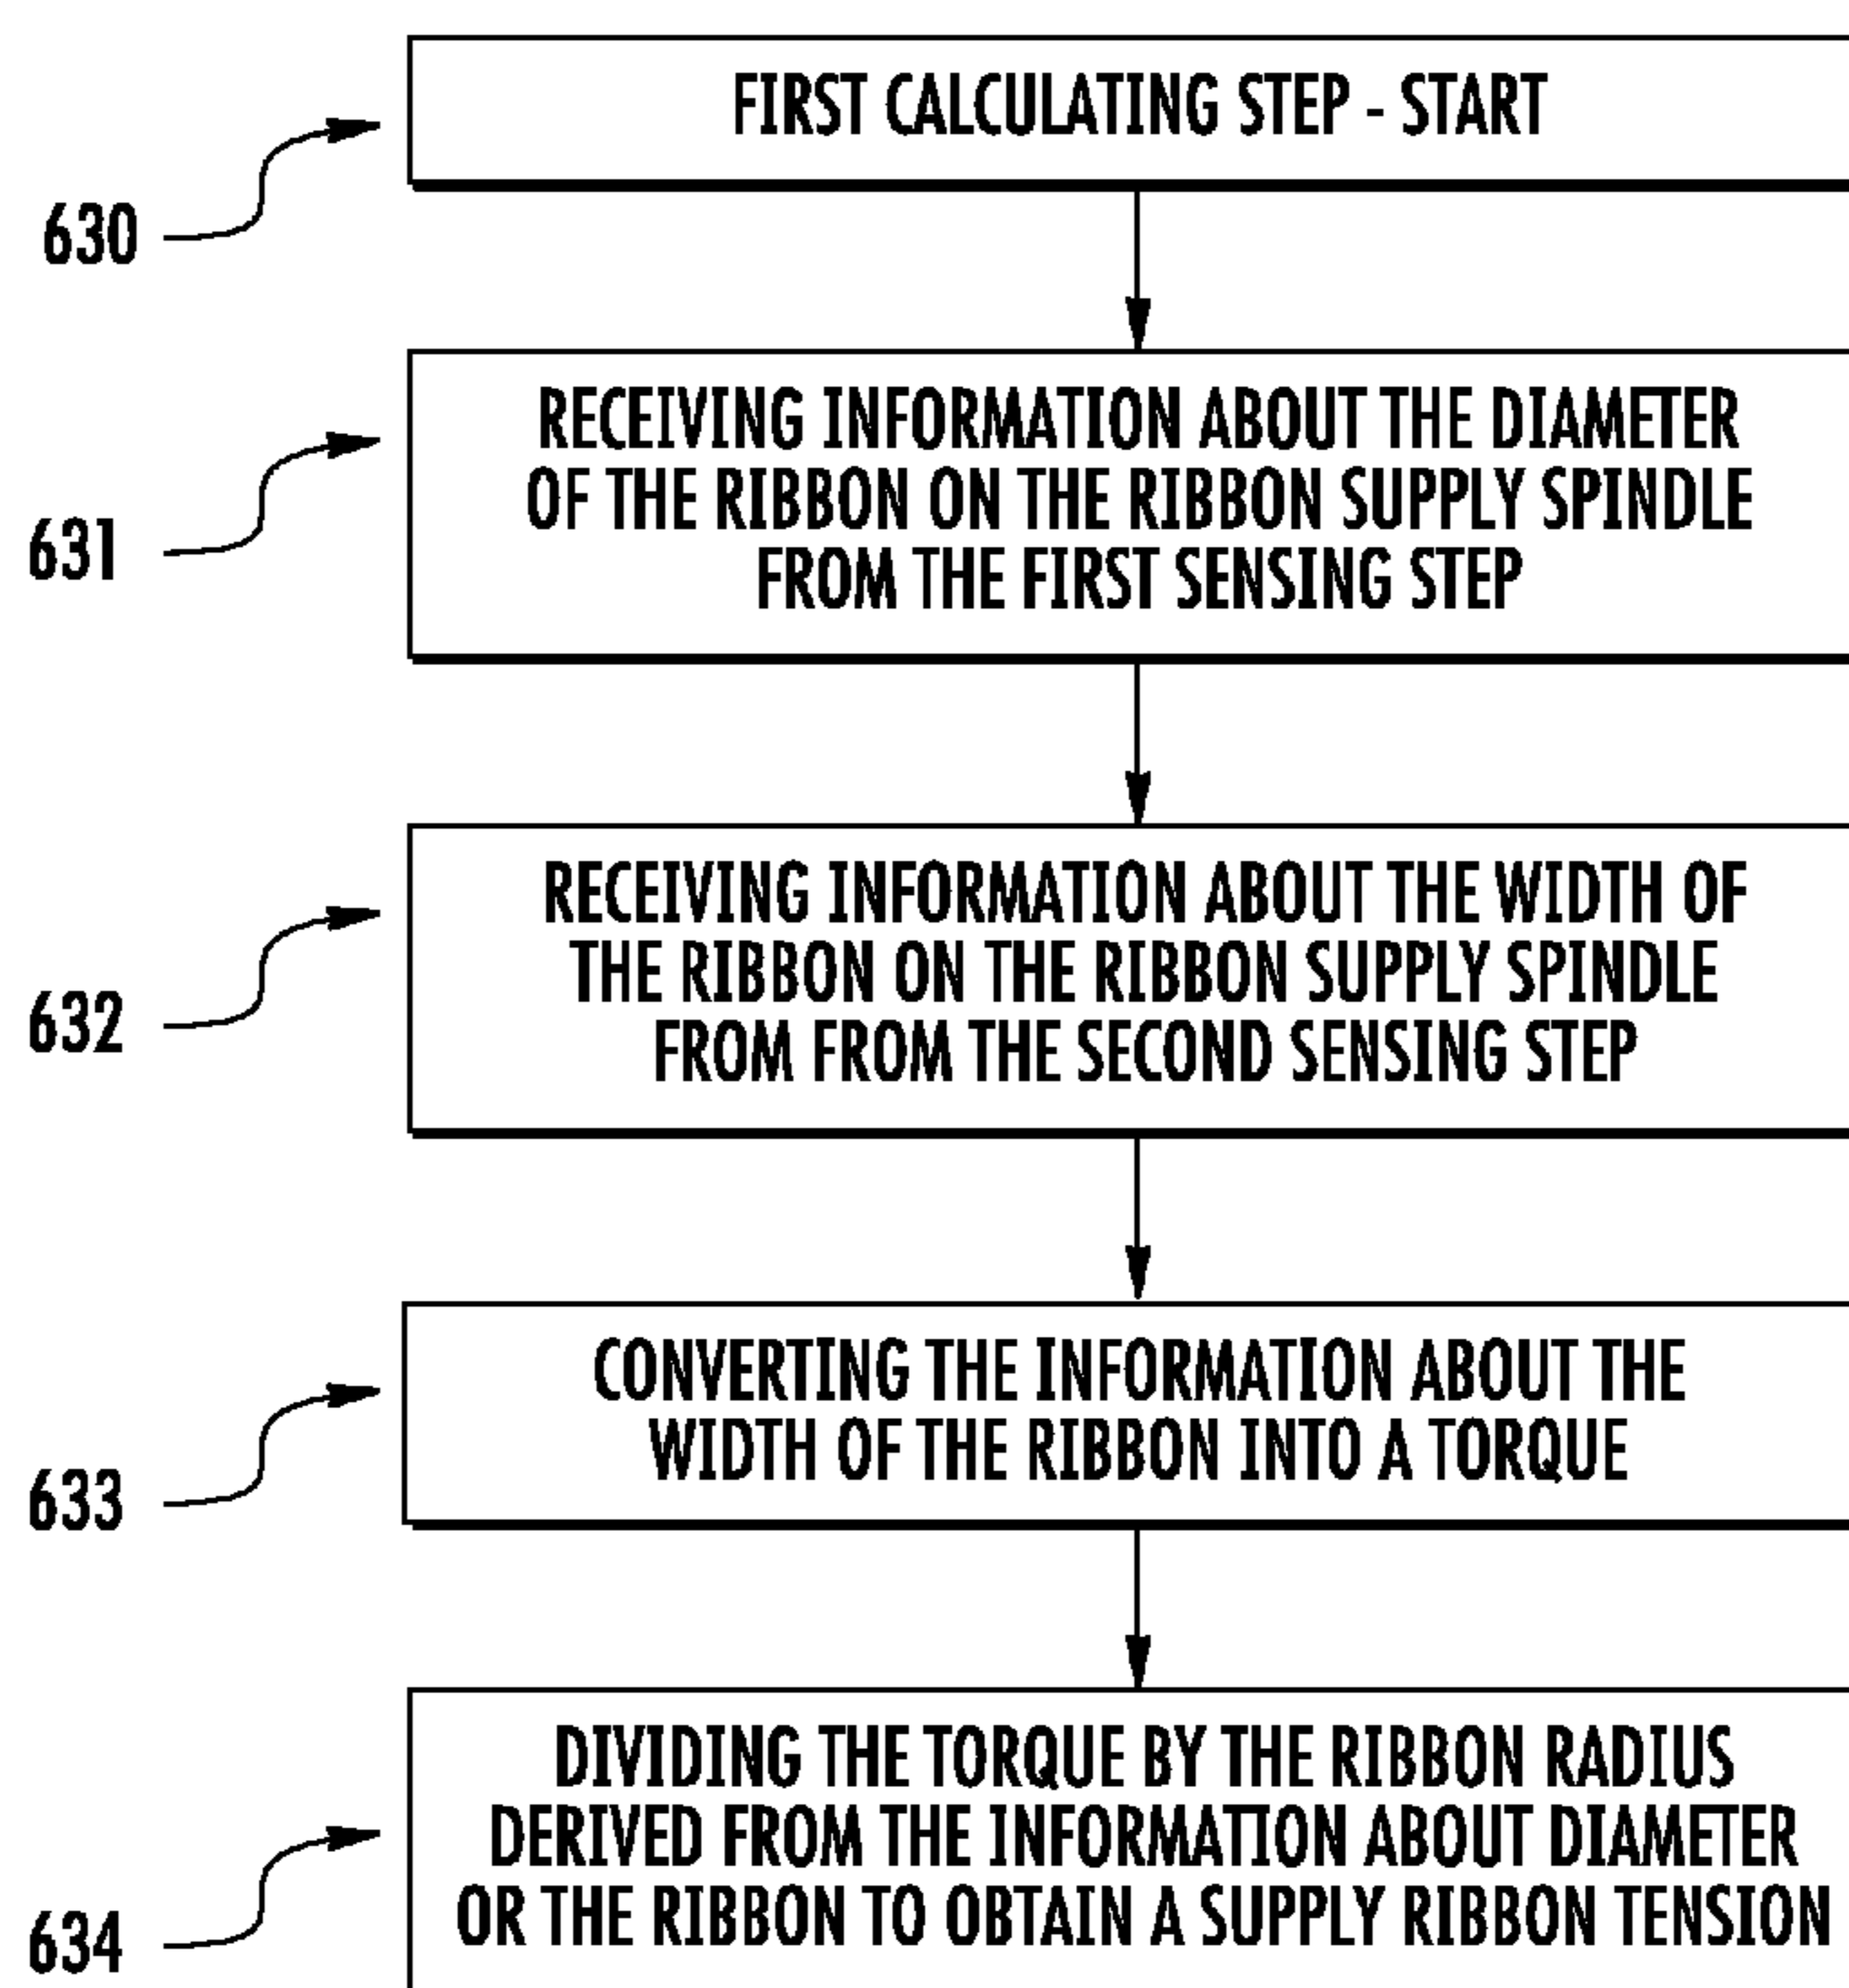 FIRST CALCULATING STEP - START
630
RECEIVING INFORMATION ABOUT THE DIAMETER
OF THE RIBBON ON THE RIBBON SUPPLY SPINDLE
FROM THE FIRST SENSING STEP
631
RECEIVING INFORMATION ABOUT THE WIDTH OF
THE RIBBON ON THE RIBBON SUPPLY SPINDLE
FROM FROM THE SECOND SENSING STEP
632
CONVERTING THE INFORMATION ABOUT THE
WIDTH OF THE RIBBON INTO A TORQUE
633
DIVIDING THE TORQUE BY THE RIBBON RADIUS
DERIVED FROM THE INFORMATION ABOUT DIAMETER
OR THE RIBBON TO OBTAIN A SUPPLY RIBBON TENSION
634